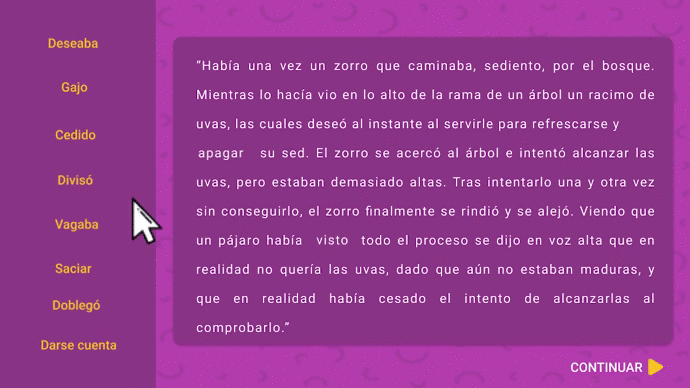 Deseaba
Gajo
Cedido
Divisó
Vagaba
Saciar
Doblegó
Darse cuenta
“Había una vez un zorro que caminaba, sediento, por el bosque.
Mientras lo hacía vio en lo alto de la rama de un árbol un racimo de
uvas, las cuales deseó al instante al servirle para refrescarse y
apagar su sed. El zorro se acercó al árbol e intentó alcanzar las
uvas, pero estaban demasiado altas. Tras intentarlo una y otra vez
sin conseguirlo, el zorro finalmente se rindió y se alejó. Viendo que
un pájaro había visto todo el proceso se dijo en voz alta que en
realidad no quería las uvas, dado que aún no estaban maduras, y
que en realidad había cesado el intento de alcanzarlas al
comprobarlo.”
CONTINUAR